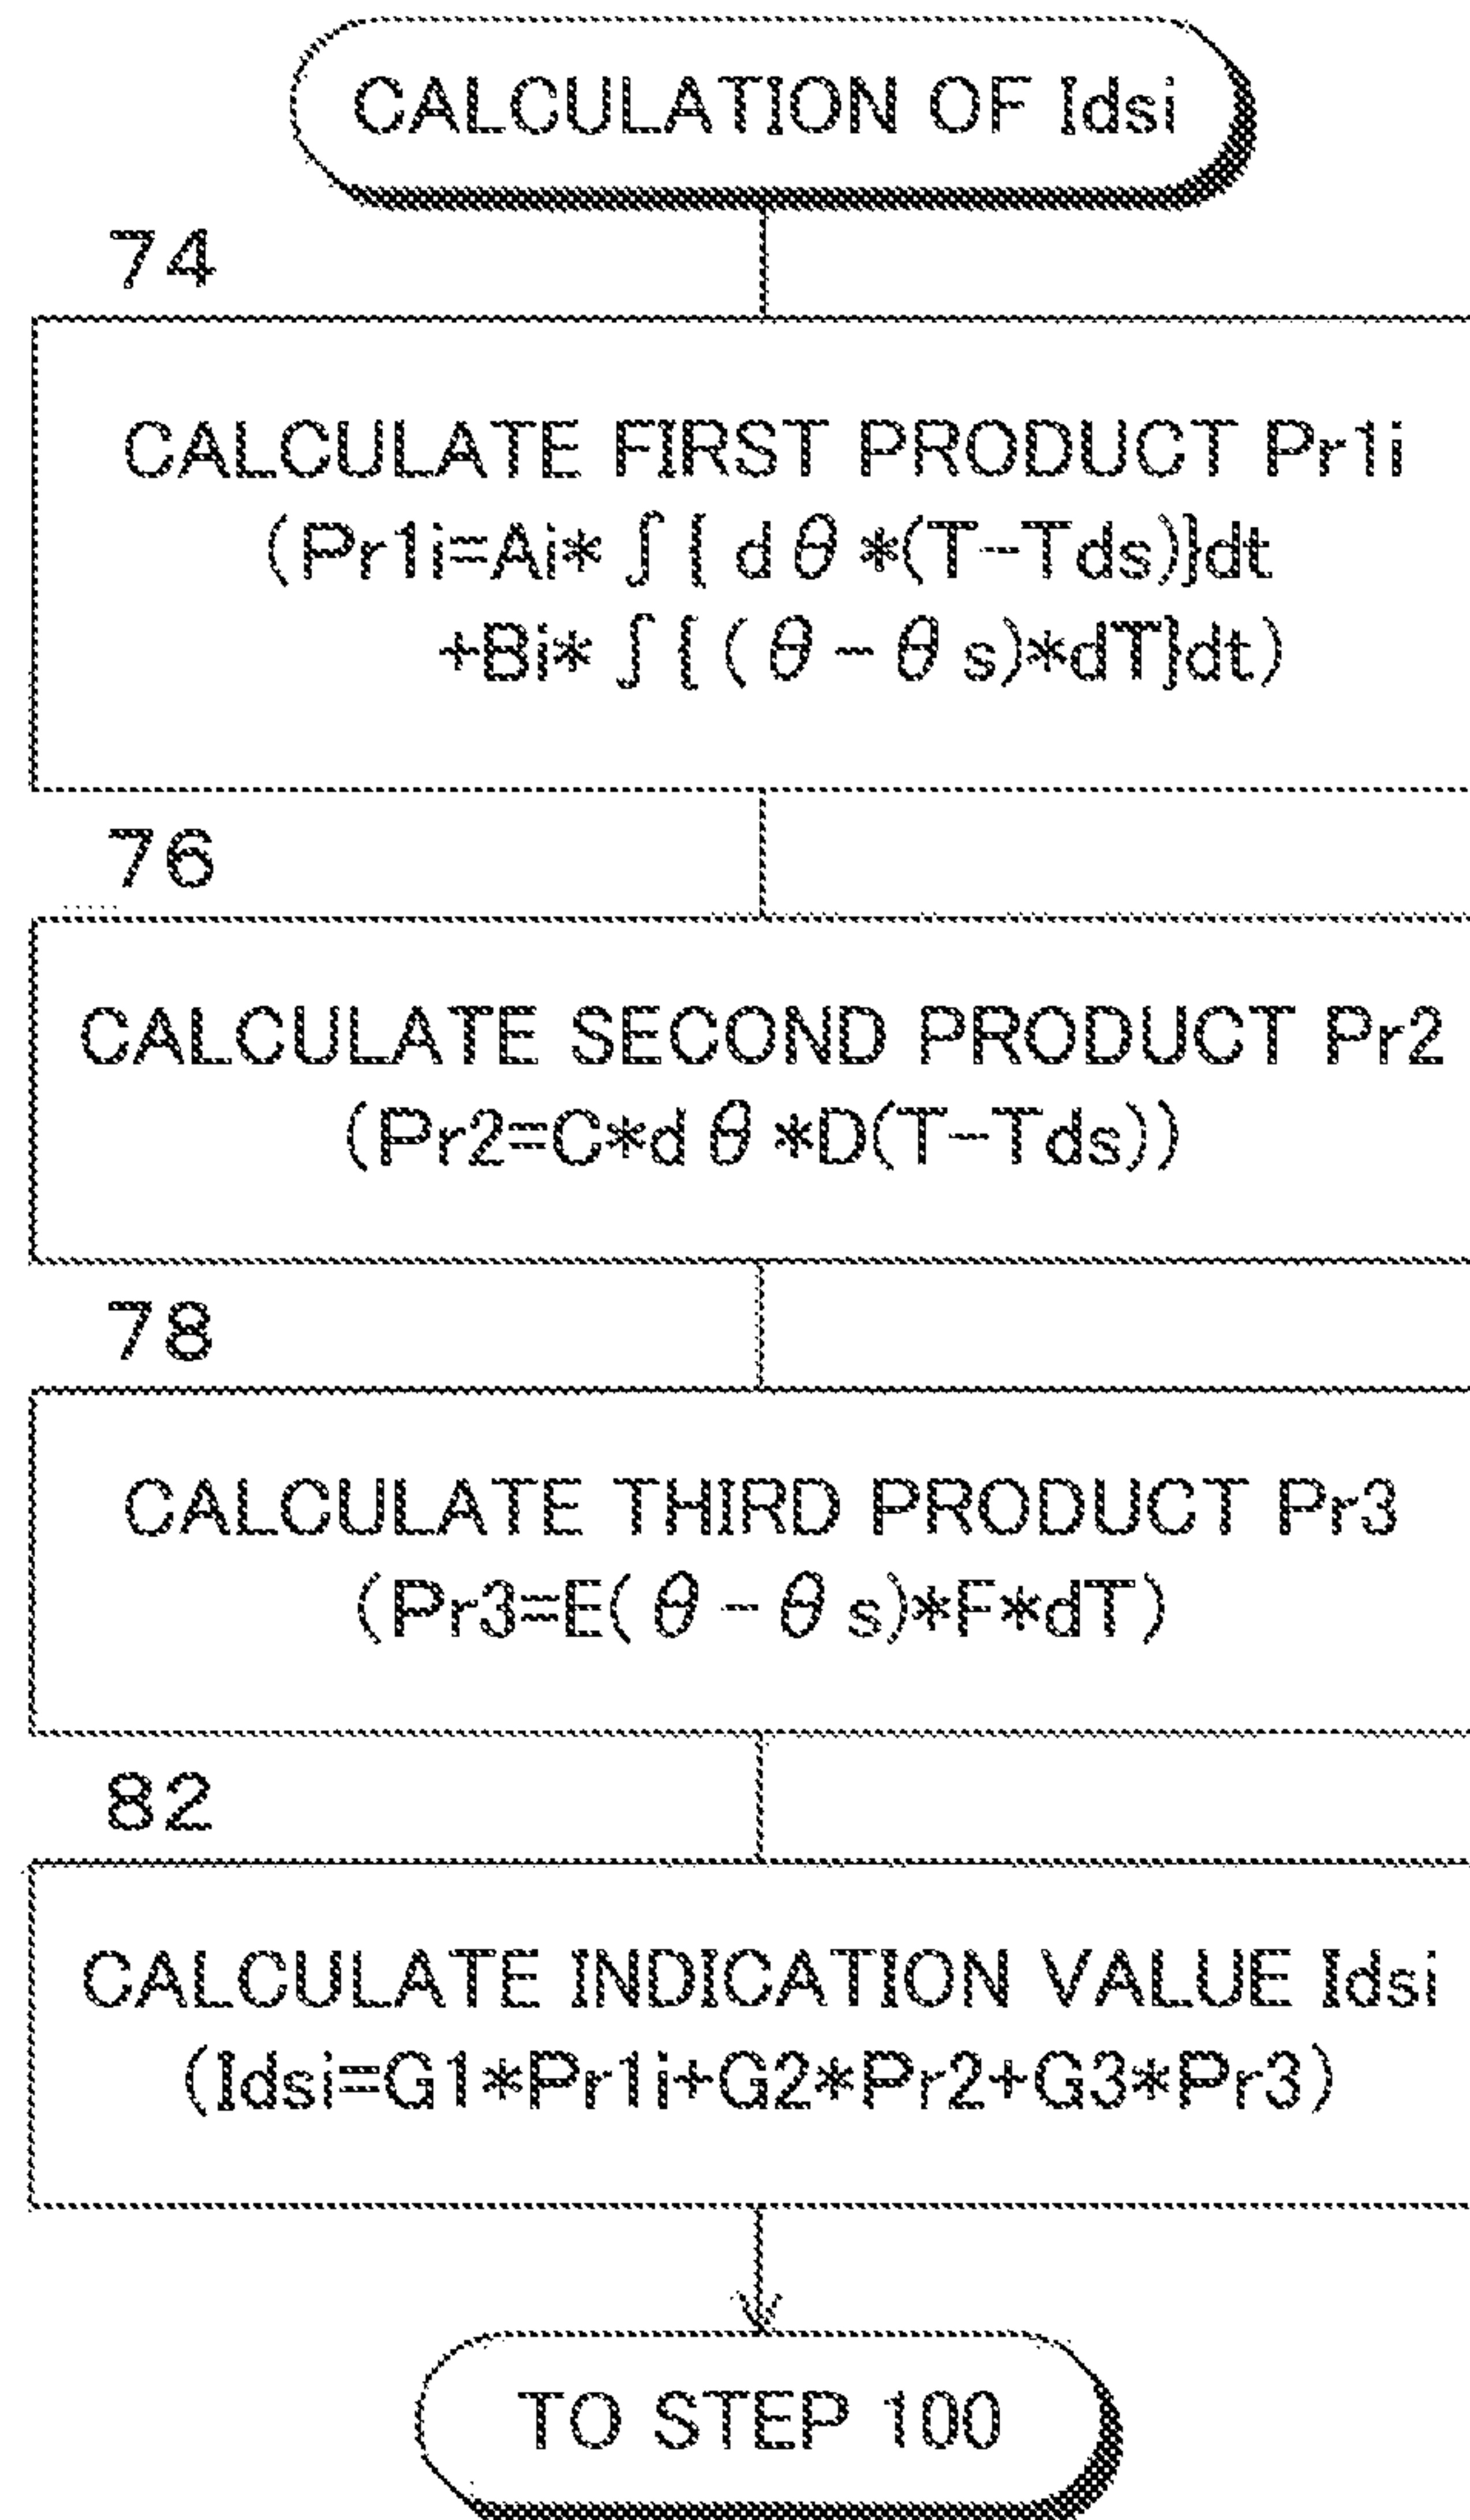 CALCULATION OF Idsi
74
CALCULATE FIRST PRODUCT Pr1i
(Pr1i=Ai*∫{dθ*(T-Tds)}dt
+Bi*∫{(θ-θs)*dT}dt)
76
CALCULATE SECOND PRODUCT Pr2
(Pr2=C*dθ*D(T-Tds))
78
CALCULATE THIRD PRODUCT Pr3
(Pr3=E(θ-θs)*F*dT)
82
CALCULATE INDICATION VALUE Idsi
(Idsi=G1*Pr1i+G2*Pr2+G3*Pr3)
TO STEP 100